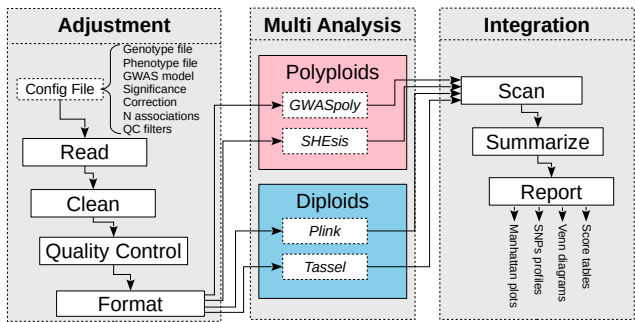 Adjustment
Config File
Genotype file
Phenotype file
GWAS model
Significance
Correction
N associations
QC filters
Read
Clean
Quality Control
Format
Multi Analysis
Polyploids
GWASpoly
SHEsis
Diploids
Plink
Tassel
Integration
Scan
Summarize
Report
Manhattan plots
SNPs profiles
Venn diagrams
Score tables